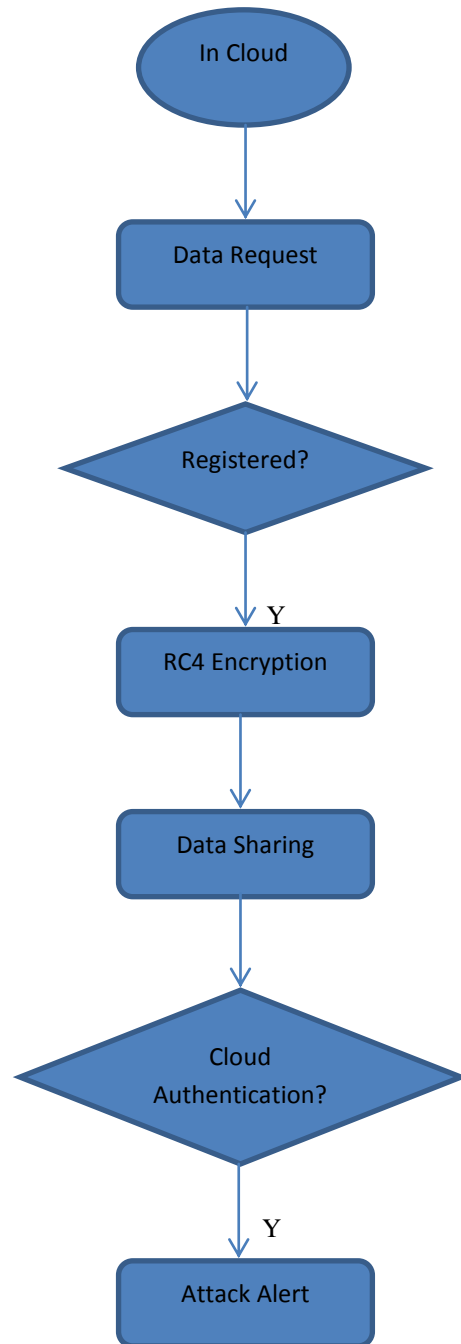 In Cloud
Data Request
Registered?
Y
RC4 Encryption
Data Sharing
Cloud
Authentication?
Y
Attack Alert